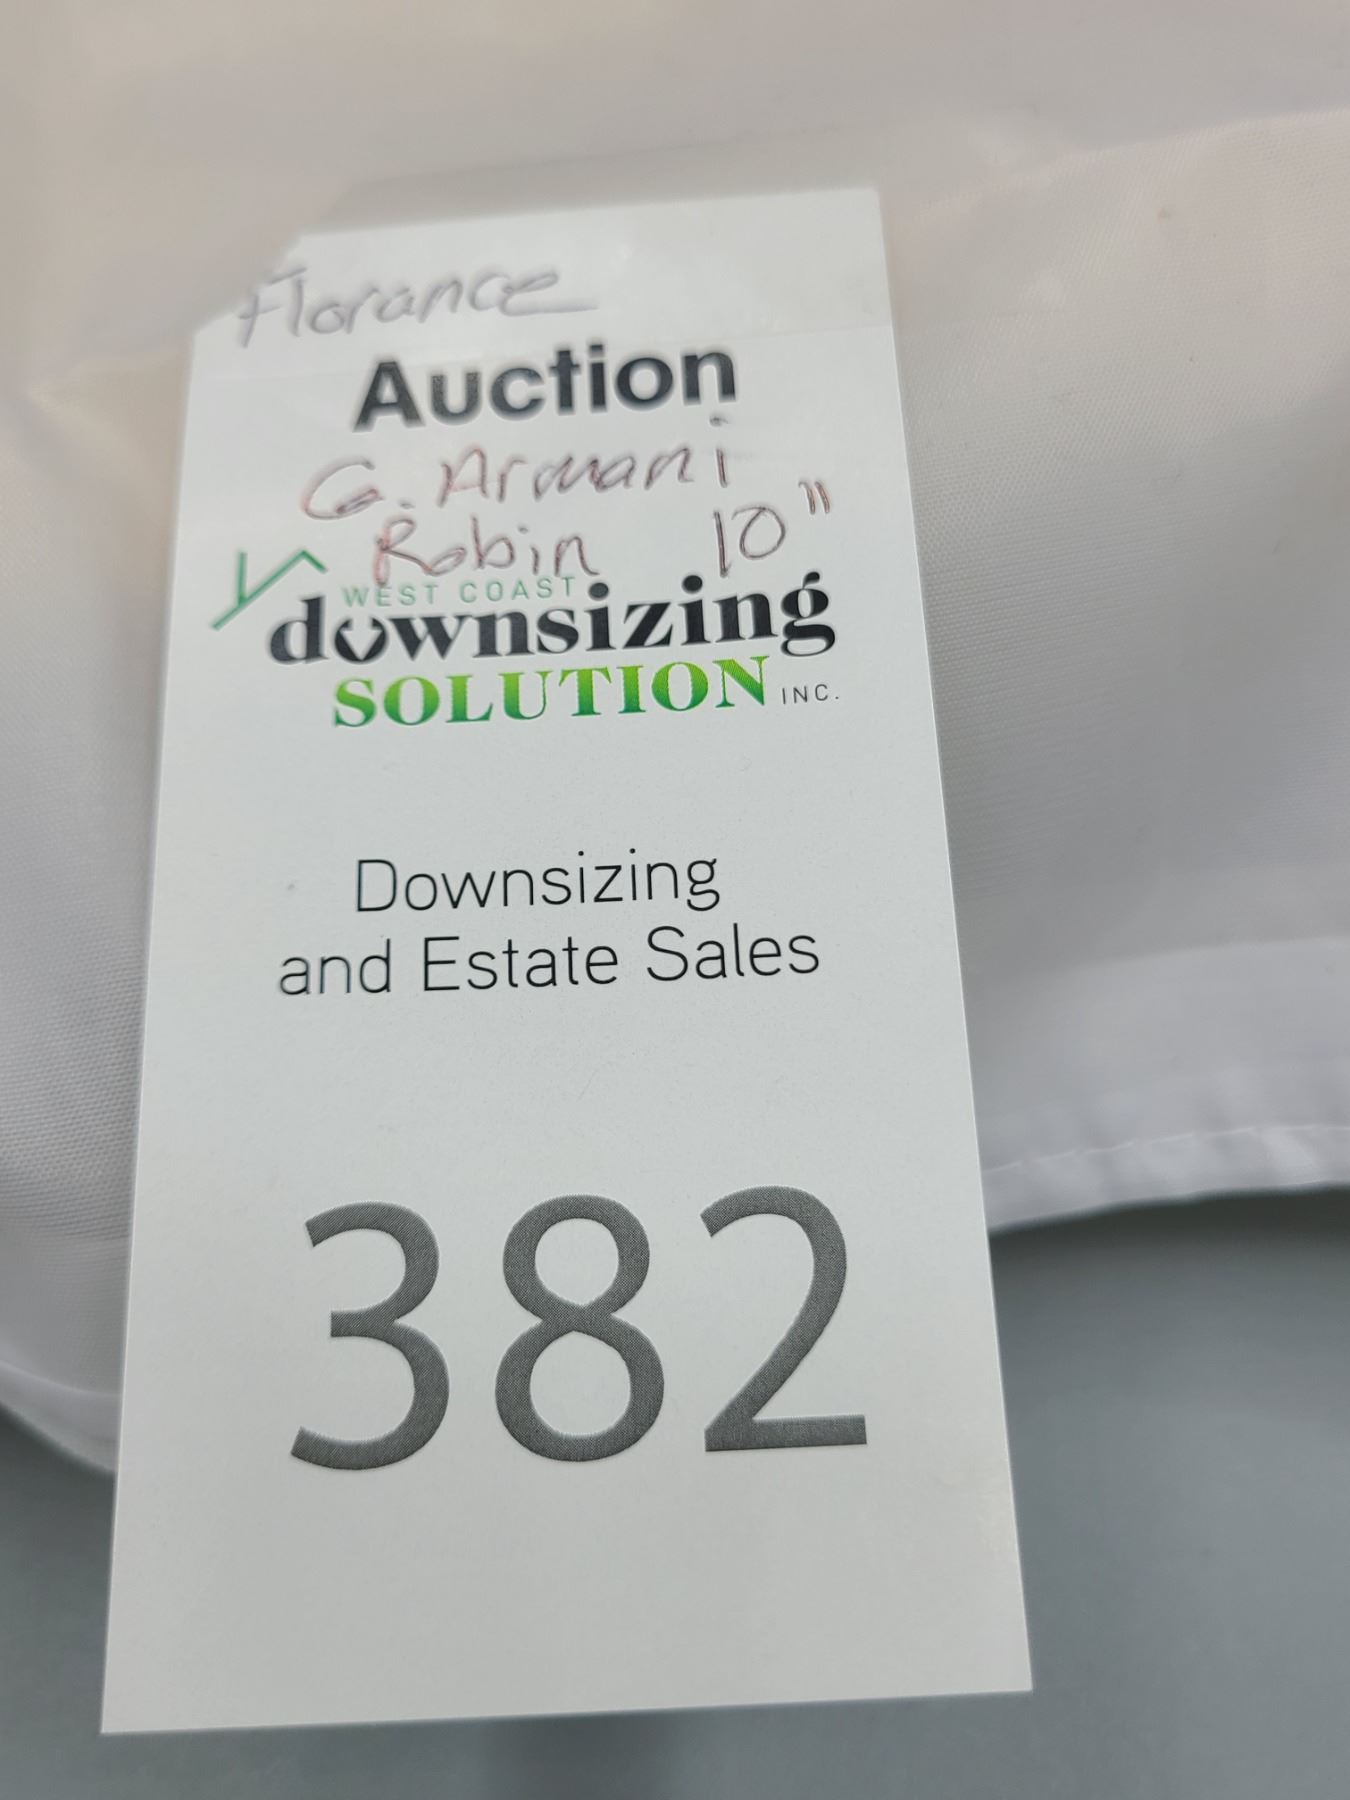 Florance
Auction
G. Armani
Robin 10"
WEST COAST
downsizing
SOLUTION INC.
Downsizing
and Estate Sales
382